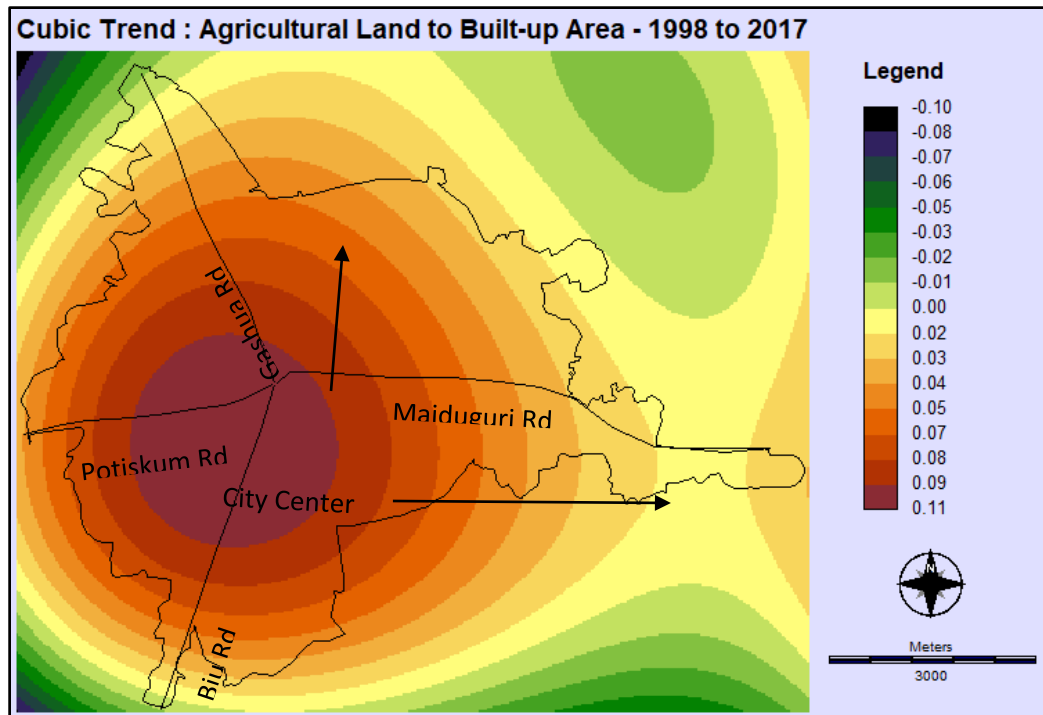 Cubic Trend : Agricultural Land to Built-up Area - 1998 to 2017
Legend
-0.10
-0.08
-0.07
-0.06
-0.05
-0.03
-0.02
-0.01
0.00
0.02
0.03
0.04
0.05
0.07
0.08
0.09
0.11
Gashua Rd
Maiduguri Rd
Potiskum Rd
City Center
Biu Rd
N
Meters
3000